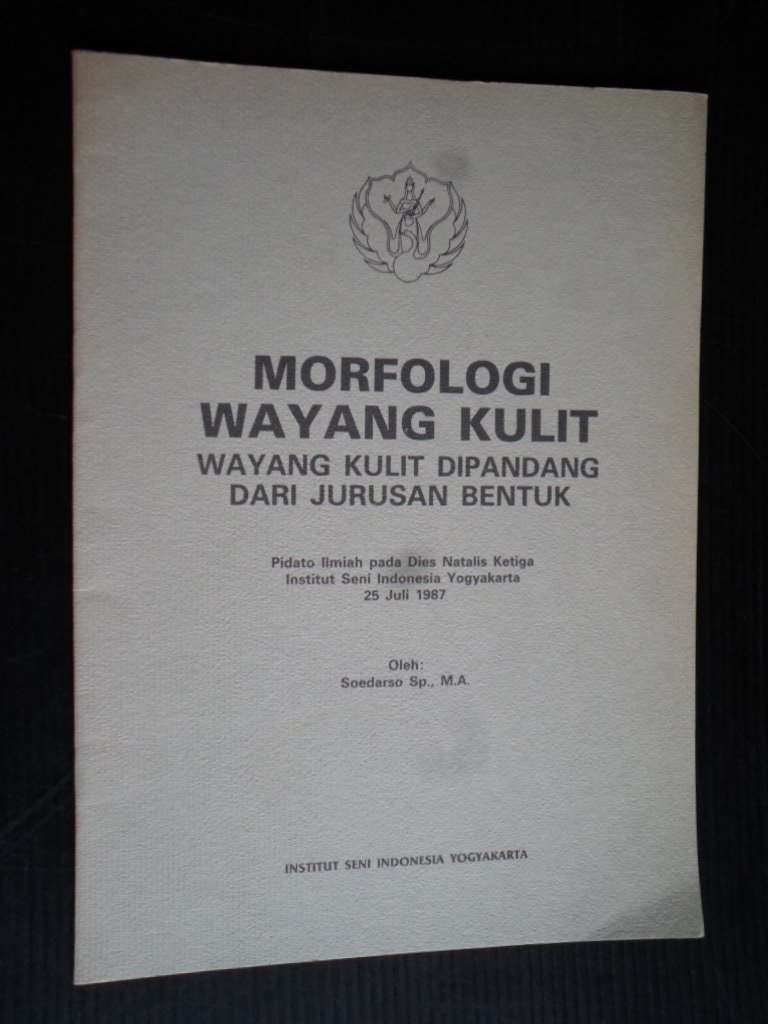 MORFOLOGI
WAYANG KULIT
WAYANG KULIT DIPANDANG
DARI JURUSAN BENTUK
Pidato Ilmiah pada Dies Natalis Ketiga
Institut Seni Indonesia Yogyakarta
25 Juli 1987
Oleh:
Soedarso Sp., M.A.
INSTITUT SENI INDONESIA YOGYAKARTA